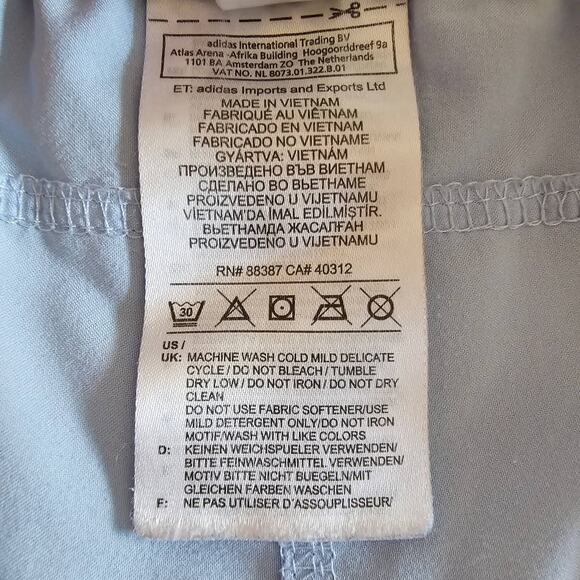 adidas International Trading BV
Atlas Arena -Afrika Building Hoogoorddreef 9a
1101 BA Amsterdam ZO The Netherlands
VAT NO. NL 8073.01.322.B.01
ET: adidas Imports and Exports Ltd
MADE IN VIETNAM
FABRIQUÉ AU VIÊTNAM
FABRICADO EN VIETNAM
FABRICADO NO VIETNAME
GYÁRTVA: VIETNÁM
ПРОИЗВЕДЕНО ВЪВ ВИЕТНАМ
СДЕЛАНО ВО ВЬЕТНАМЕ
PROIZVEDENO U VIJETNAMU
VİETNAM'DA İMAL EDİLMİŞTİR.
ВЬЕТНАМДА ЖАСАЛҒАН
PROIZVEDENO U VIJETNAMU
RN# 88387 CA# 40312
30
US /
UK: MACHINE WASH COLD MILD DELICATE
CYCLE / DO NOT BLEACH / TUMBLE
DRY LOW / DO NOT IRON / DO NOT DRY
CLEAN
DO NOT USE FABRIC SOFTENER/USE
MILD DETERGENT ONLY/DO NOT IRON
MOTIF/WASH WITH LIKE COLORS
D: KEINEN WEICHSPUELER VERWENDEN/
BITTE FEINWASCHMITTEL VERWENDEN/
MOTIV BITTE NICHT BUEGELN/MIT
GLEICHEN FARBEN WASCHEN
F: NE PAS UTILISER D'ASSOUPLISSEUR/